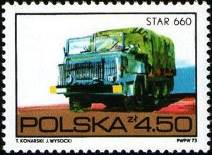 STAR 660
POLSKA zł 4.50
T. KONARSKI J. WYSOCKI PWPW 73